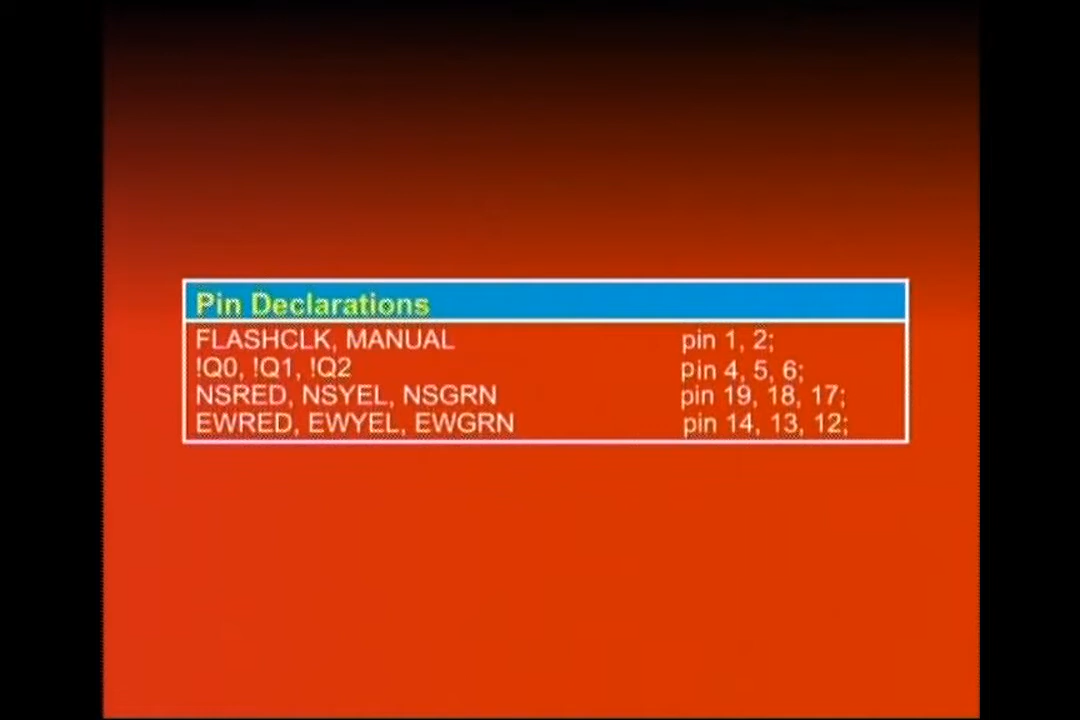 Pin Declarations
FLASHCLK, MANUAL pin 1, 2;
!Q0, !Q1, !Q2 pin 4, 5, 6;
NSRED, NSYEL, NSGRN pin 19, 18, 17;
EWRED, EWYEL, EWGRN pin 14, 13, 12;